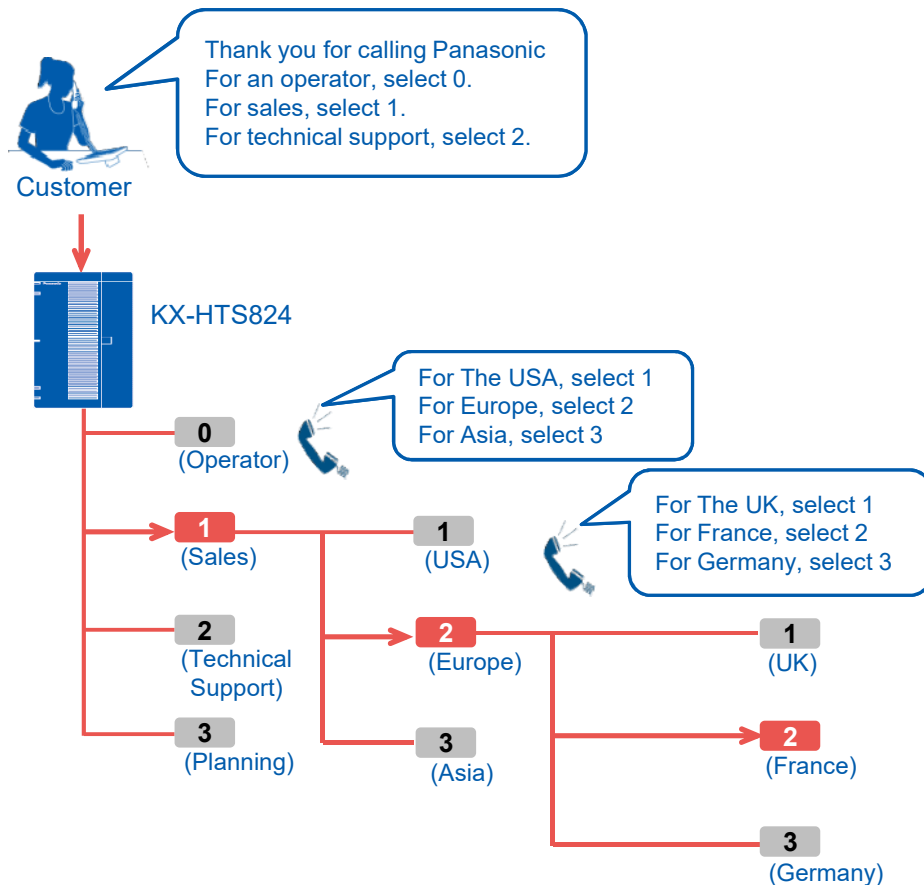 Thank you for calling Panasonic
For an operator, select 0.
For sales, select 1.
For technical support, select 2.
Customer
KX-HTS824
For The USA, select 1
For Europe, select 2
For Asia, select 3
0
(Operator)
For The UK, select 1
For France, select 2
For Germany, select 3
1
(Sales)
1
(USA)
2
(Technical
Support)
2
(Europe)
1
(UK)
3
(Planning)
3
(Asia)
2
(France)
3
(Germany)